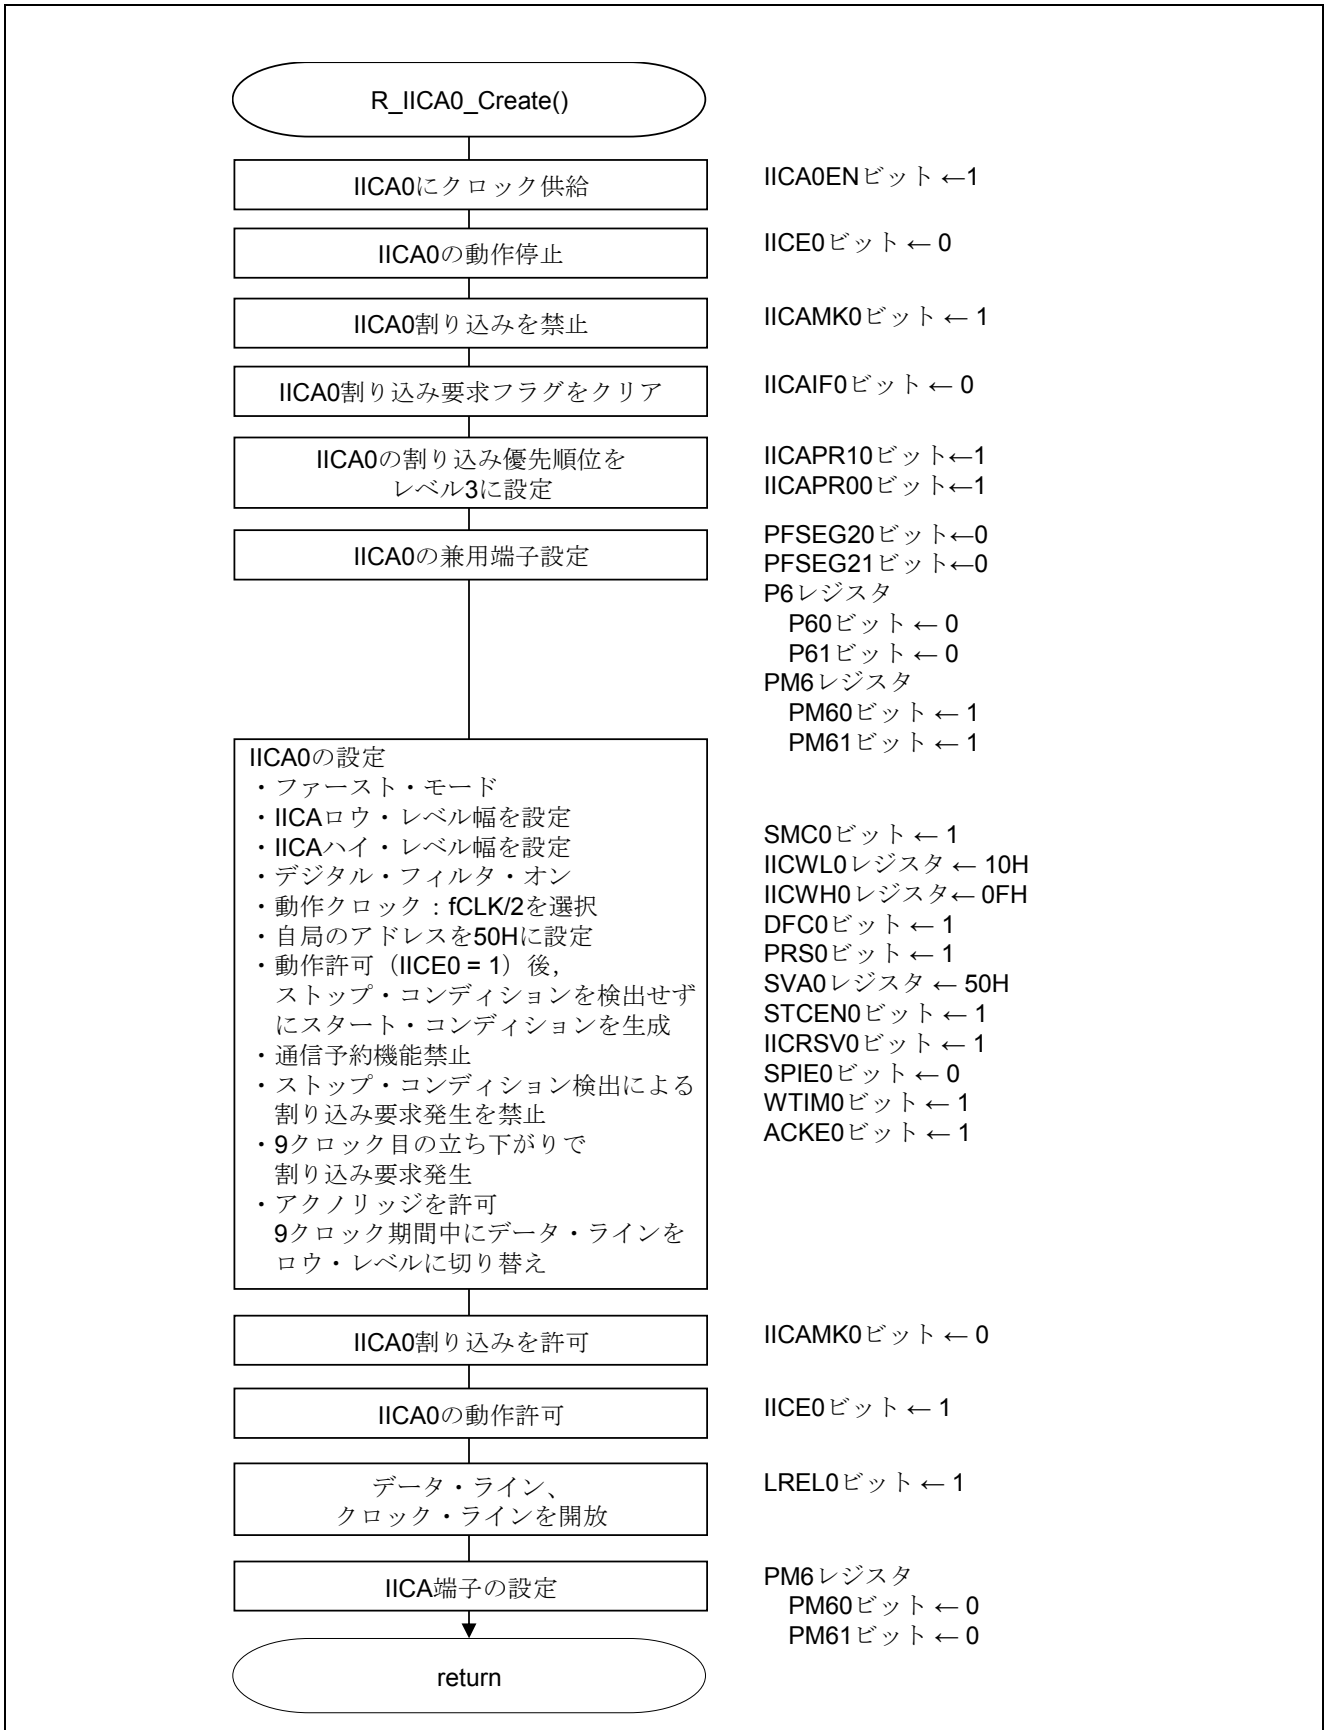 R_IICA0_Create()
IICA0にクロック供給
IICA0ENビット ←1
IICA0の動作停止
IICE0ビット ← 0
IICA0割り込みを禁止
IICAMK0ビット ← 1
IICA0割り込み要求フラグをクリア
IICAIF0ビット ← 0
IICA0の割り込み優先順位を
レベル3に設定
IICAPR10ビット←1
IICAPR00ビット←1
IICA0の兼用端子設定
PFSEG20ビット←0
PFSEG21ビット←0
P6レジスタ
P60ビット ← 0
P61ビット ← 0
PM6レジスタ
PM60ビット ← 1
PM61ビット ← 1
IICA0の設定
・ファースト・モード
・IICAロウ・レベル幅を設定
・IICAハイ・レベル幅を設定
・デジタル・フィルタ・オン
・動作クロック：fCLK/2を選択
・自局のアドレスを50Hに設定
・動作許可（IICE0 = 1）後，
ストップ・コンディションを検出せず
にスタート・コンディションを生成
・通信予約機能禁止
・ストップ・コンディション検出による
割り込み要求発生を禁止
・9クロック目の立ち下がりで
割り込み要求発生
・アクノリッジを許可
9クロック期間中にデータ・ラインを
ロウ・レベルに切り替え
SMC0ビット ← 1
IICWL0レジスタ ← 10H
IICWH0レジスタ← 0FH
DFC0ビット ← 1
PRS0ビット ← 1
SVA0レジスタ ← 50H
STCEN0ビット ← 1
IICRSV0ビット ← 1
SPIE0ビット ← 0
WTIM0ビット ← 1
ACKE0ビット ← 1
IICA0割り込みを許可
IICAMK0ビット ← 0
IICA0の動作許可
IICE0ビット ← 1
データ・ライン、
クロック・ラインを開放
LREL0ビット ← 1
IICA端子の設定
PM6レジスタ
PM60ビット ← 0
PM61ビット ← 0
return